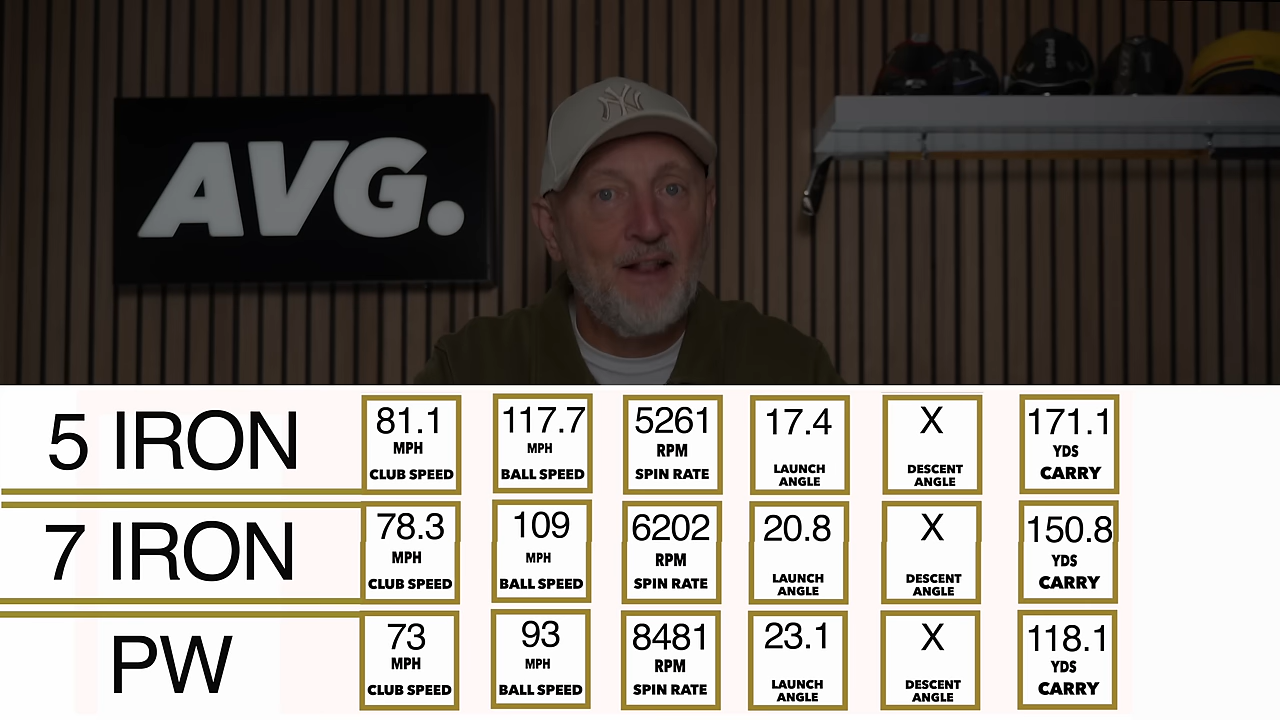 NY
PING
AVG.
5 IRON
81.1
MPH
CLUB SPEED
117.7
MPH
BALL SPEED
5261
RPM
SPIN RATE
17.4
LAUNCH
ANGLE
X
DESCENT
ANGLE
171.1
YDS
CARRY
7 IRON
78.3
MPH
CLUB SPEED
109
MPH
BALL SPEED
6202
RPM
SPIN RATE
20.8
LAUNCH
ANGLE
X
DESCENT
ANGLE
150.8
YDS
CARRY
PW
73
MPH
CLUB SPEED
93
MPH
BALL SPEED
8481
RPM
SPIN RATE
23.1
LAUNCH
ANGLE
X
DESCENT
ANGLE
118.1
YDS
CARRY